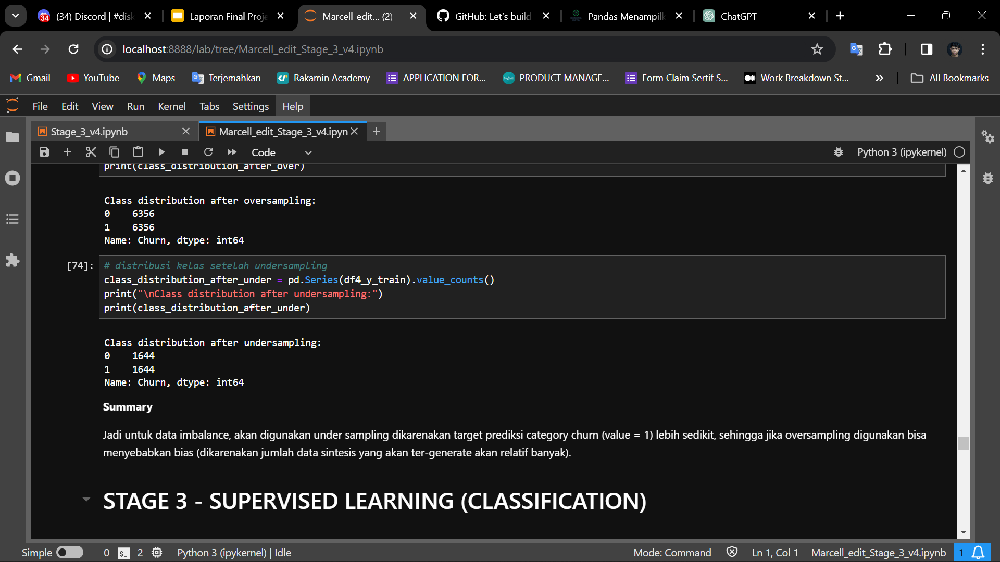 (34) Discord | #disk
Laporan Final Proje
Marcell_edit... (2) -
GitHub: Let's build
Pandas Menampilk
ChatGPT
localhost:8888/lab/tree/Marcell_edit_Stage_3_v4.ipynb
Gmail
YouTube
Maps
Terjemahkan
Rakamin Academy
APPLICATION FOR...
PRODUCT MANAGE...
Form Claim Sertif S...
Work Breakdown St...
All Bookmarks
File Edit View Run Kernel Tabs Settings Help
Stage_3_v4.ipynb
Marcell_edit_Stage_3_v4.ipyn
Code
Python 3 (ipykernel)
print(class_distribution_after_over)
Class distribution after oversampling:
0 6356
1 6356
Name: Churn, dtype: int64
[74]:
# distribusi kelas setelah undersampling
class_distribution_after_under = pd.Series(df4_y_train).value_counts()
print("\nClass distribution after undersampling:")
print(class_distribution_after_under)
Class distribution after undersampling:
0 1644
1 1644
Name: Churn, dtype: int64
Summary
Jadi untuk data imbalance, akan digunakan under sampling dikarenakan target prediksi category churn (value = 1) lebih sedikit, sehingga jika oversampling digunakan bisa
menyebabkan bias (dikarenakan jumlah data sintesis yang akan ter-generate akan relatif banyak).
STAGE 3 - SUPERVISED LEARNING (CLASSIFICATION)
Simple 0 $_ 2 Python 3 (ipykernel) | Idle
Mode: Command Ln 1, Col 1 Marcell_edit_Stage_3_v4.ipynb 1